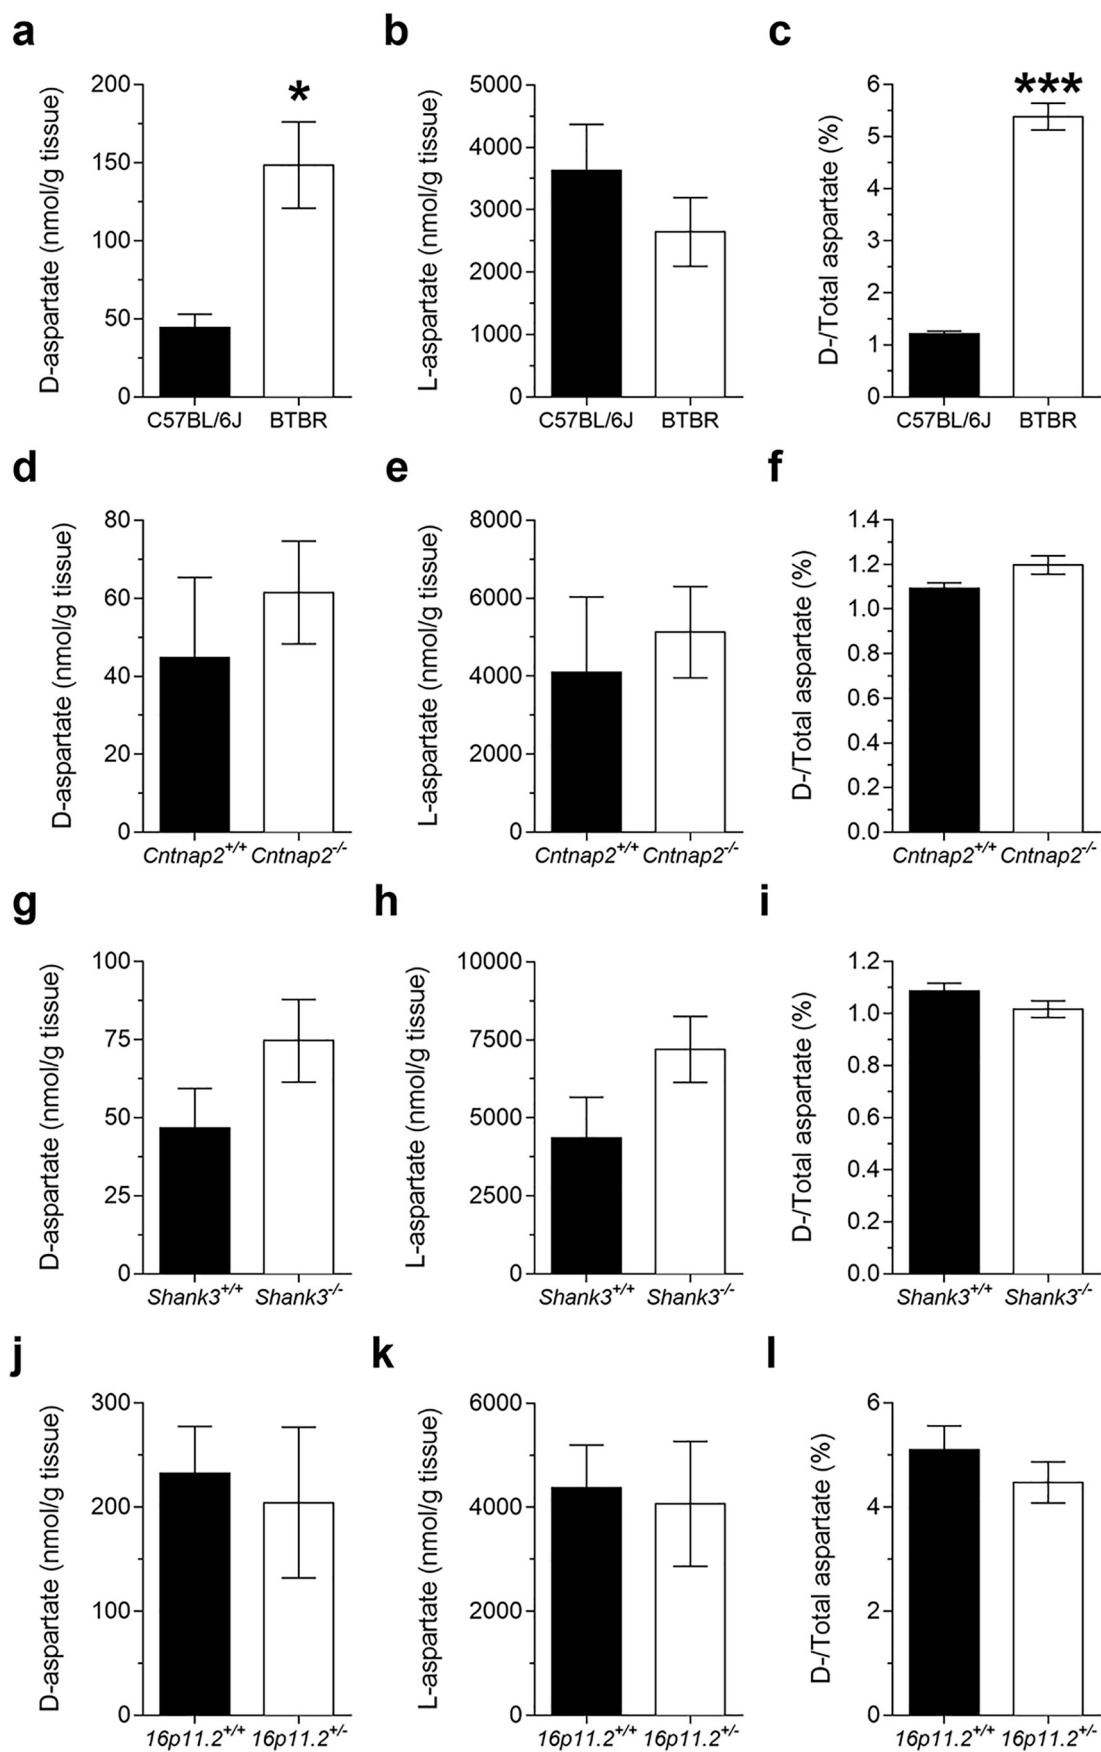 a
b
c
D-aspartate (nmol/g tissue)
200
150
100
50
0
*
C57BL/6J BTBR
L-aspartate (nmol/g tissue)
5000
4000
3000
2000
1000
0
C57BL/6J BTBR
D-/Total aspartate (%)
6
5
4
3
2
1
0
***
C57BL/6J BTBR
d
e
f
D-aspartate (nmol/g tissue)
80
60
40
20
0
Cntnap2+/+ Cntnap2-/-
L-aspartate (nmol/g tissue)
8000
6000
4000
2000
0
Cntnap2+/+ Cntnap2-/-
D-/Total aspartate (%)
1.4
1.2
1.0
0.8
0.6
0.4
0.2
0.0
Cntnap2+/+ Cntnap2-/-
g
h
i
D-aspartate (nmol/g tissue)
100
75
50
25
0
Shank3+/+ Shank3-/-
L-aspartate (nmol/g tissue)
10000
7500
5000
2500
0
Shank3+/+ Shank3-/-
D-/Total aspartate (%)
1.2
1.0
0.8
0.6
0.4
0.2
0.0
Shank3+/+ Shank3-/-
j
k
l
D-aspartate (nmol/g tissue)
300
200
100
0
16p11.2+/+ 16p11.2+/-
L-aspartate (nmol/g tissue)
6000
4000
2000
0
16p11.2+/+ 16p11.2+/-
D-/Total aspartate (%)
6
4
2
0
16p11.2+/+ 16p11.2+/-